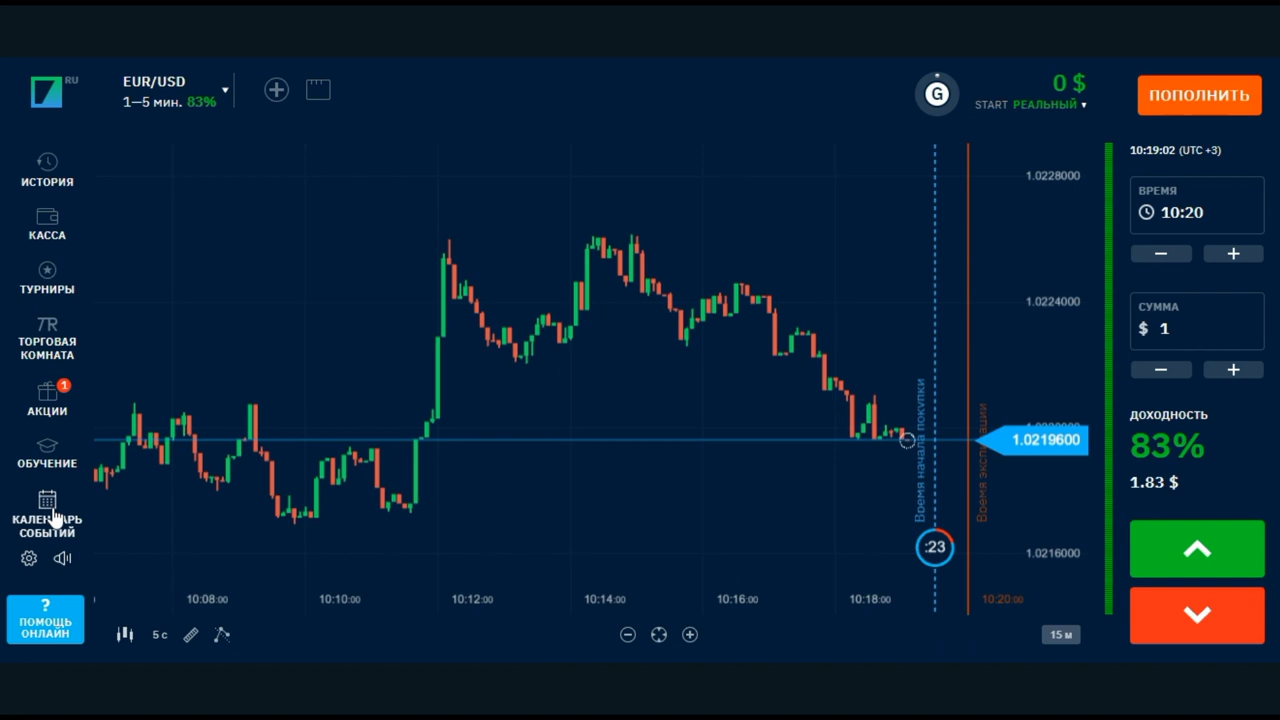 RU
EUR/USD
1—5 мин. 83%
G
0 $
START РЕАЛЬНЫЙ
ПОПОЛНИТЬ
ИСТОРИЯ
КАССА
ТУРНИРЫ
7R
ТОРГОВАЯ
КОМНАТА
1
АКЦИИ
ОБУЧЕНИЕ
КАЛЕНДАРЬ
СОБЫТИЙ
?
ПОМОЩЬ
ОНЛАЙН
1.0228000
1.0224000
1.0219600
1.0216000
Время начала покупки
Время экспирации
:23
10:08:00
10:10:00
10:12:00
10:14:00
10:16:00
10:18:00
10:20:00
5 с
15 м
10:19:02 (UTC +3)
ВРЕМЯ
10:20
СУММА
$ 1
ДОХОДНОСТЬ
83%
1.83 $